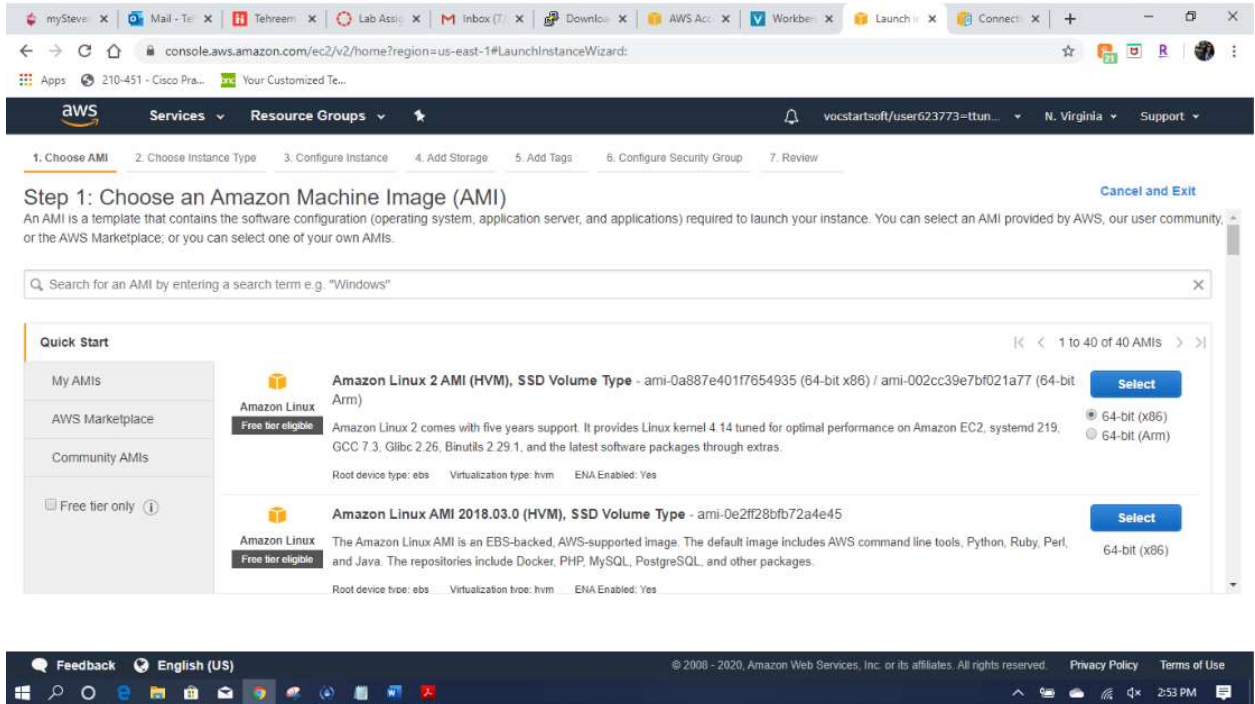 mySteve
Mail - Te
Tehreem
Lab Assig
M Inbox (7
Downloa
AWS Acc
Workben
Launch in
Connect
console.aws.amazon.com/ec2/v2/home?region=us-east-1#LaunchInstanceWizard:
21
R
Apps
210-451 - Cisco Pra...
bnc Your Customized Te...
aws
Services
Resource Groups
vocstartsoft/user623773=ttun...
N. Virginia
Support
1. Choose AMI
2. Choose Instance Type
3. Configure Instance
4. Add Storage
5. Add Tags
6. Configure Security Group
7. Review
Step 1: Choose an Amazon Machine Image (AMI)
Cancel and Exit
An AMI is a template that contains the software configuration (operating system, application server, and applications) required to launch your instance. You can select an AMI provided by AWS, our user community,
or the AWS Marketplace; or you can select one of your own AMIs.
Search for an AMI by entering a search term e.g. "Windows"
Quick Start
1 to 40 of 40 AMIs
My AMIs
AWS Marketplace
Community AMIs
Free tier only
Amazon Linux
Free tier eligible
Amazon Linux 2 AMI (HVM), SSD Volume Type - ami-0a887e401f7654935 (64-bit x86) / ami-002cc39e7bf021a77 (64-bit
Arm)
Amazon Linux 2 comes with five years support. It provides Linux kernel 4.14 tuned for optimal performance on Amazon EC2, systemd 219,
GCC 7.3, Glibc 2.26, Binutils 2.29.1, and the latest software packages through extras.
Root device type: ebs
Virtualization type: hvm
ENA Enabled: Yes
Select
64-bit (x86)
64-bit (Arm)
Amazon Linux
Free tier eligible
Amazon Linux AMI 2018.03.0 (HVM), SSD Volume Type - ami-0e2ff28bfb72a4e45
The Amazon Linux AMI is an EBS-backed, AWS-supported image. The default image includes AWS command line tools, Python, Ruby, Perl,
and Java. The repositories include Docker, PHP, MySQL, PostgreSQL, and other packages.
Root device type: ebs
Virtualization type: hvm
ENA Enabled: Yes
Select
64-bit (x86)
Feedback
English (US)
© 2008 - 2020, Amazon Web Services, Inc. or its affiliates. All rights reserved.
Privacy Policy
Terms of Use
2:53 PM